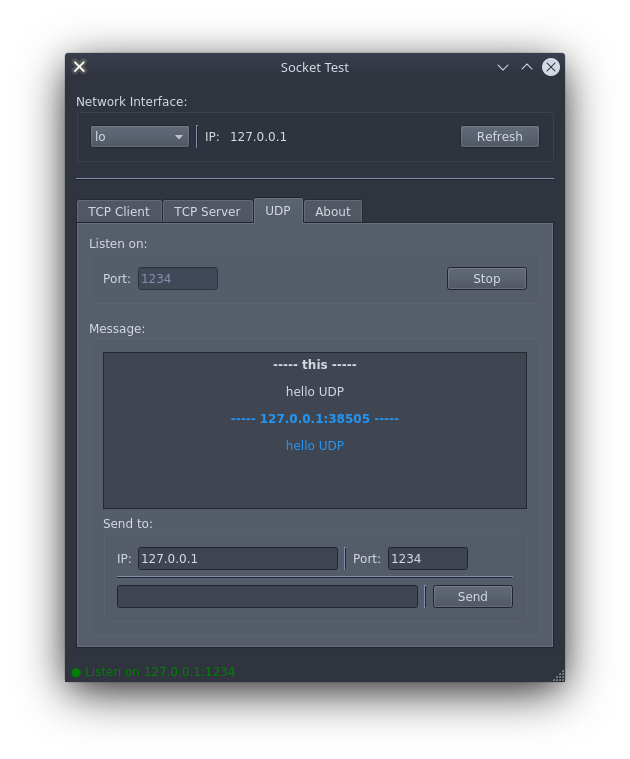 Socket Test
Network Interface:
lo IP: 127.0.0.1 Refresh
TCP Client TCP Server UDP About
Listen on:
Port: 1234 Stop
Message:
----- this -----
hello UDP
----- 127.0.0.1:38505 -----
hello UDP
Send to:
IP: 127.0.0.1 Port: 1234
Send
Listen on 127.0.0.1:1234